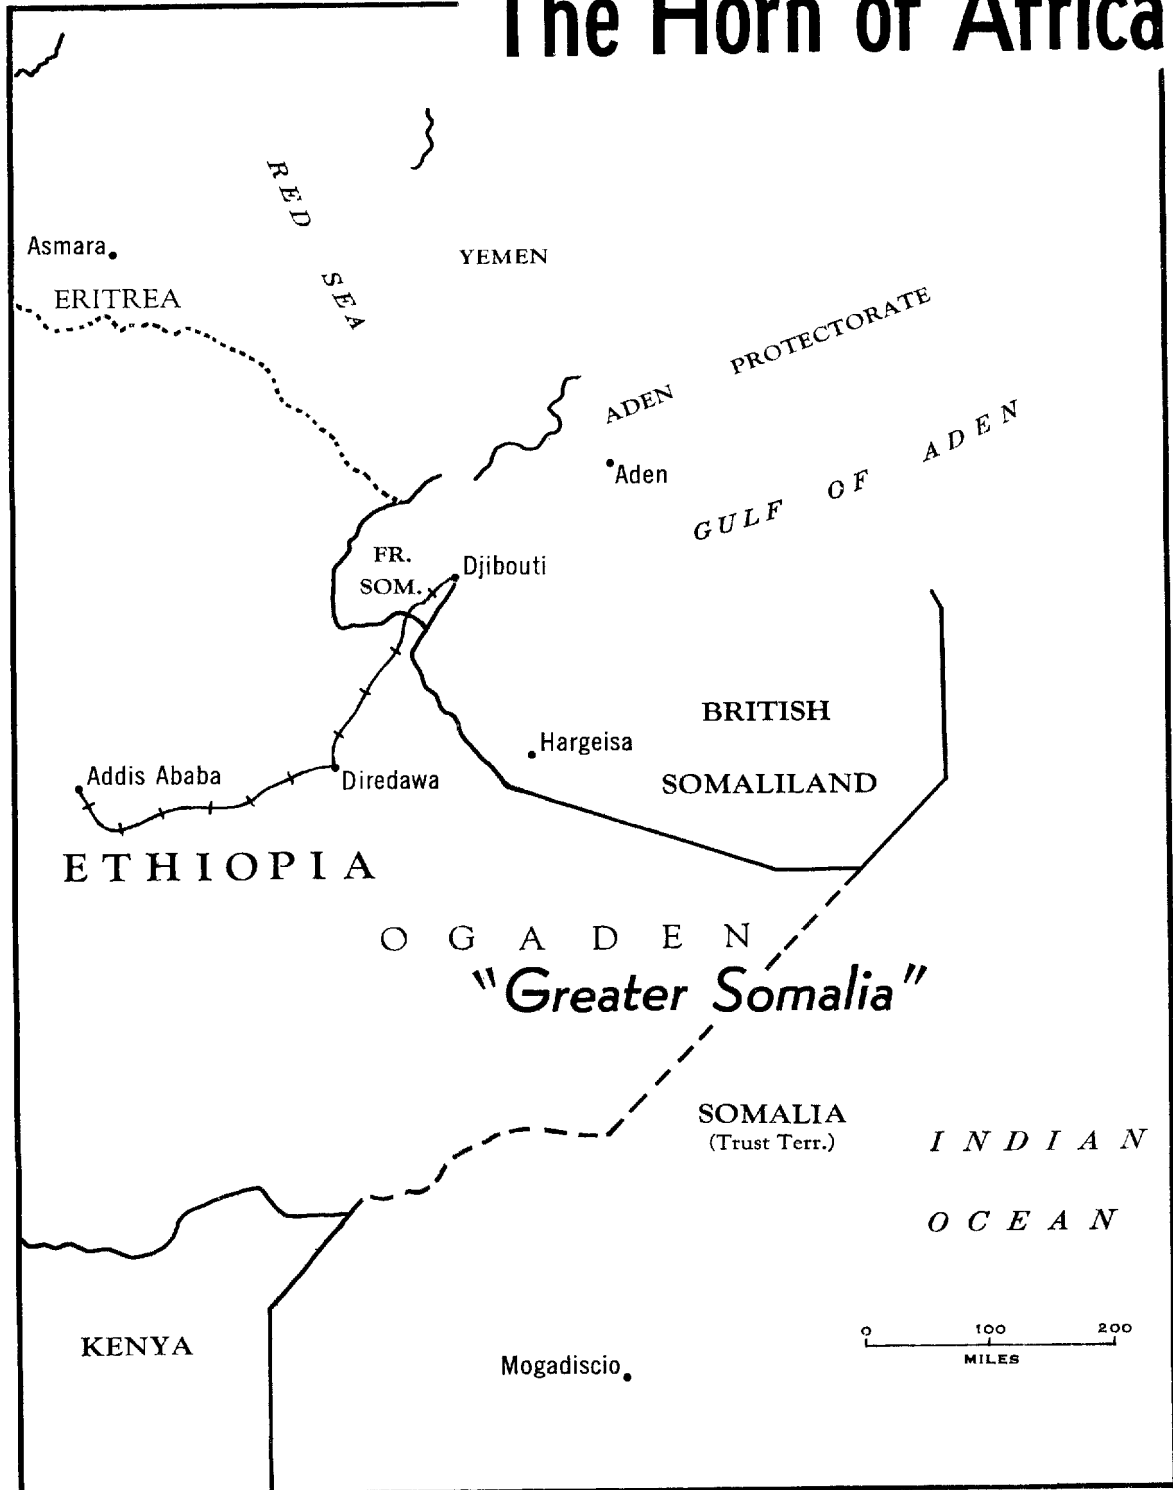 The Horn of Africa
RED SEA
Asmara
YEMEN
ERITREA
ADEN PROTECTORATE
Aden
GULF OF ADEN
FR.
SOM.
Djibouti
BRITISH
SOMALILAND
Hargeisa
Addis Ababa
Diredawa
ETHIOPIA
OGADEN
"Greater Somalia"
SOMALIA
(Trust Terr.)
INDIAN
OCEAN
KENYA
0 100 200
MILES
Mogadiscio